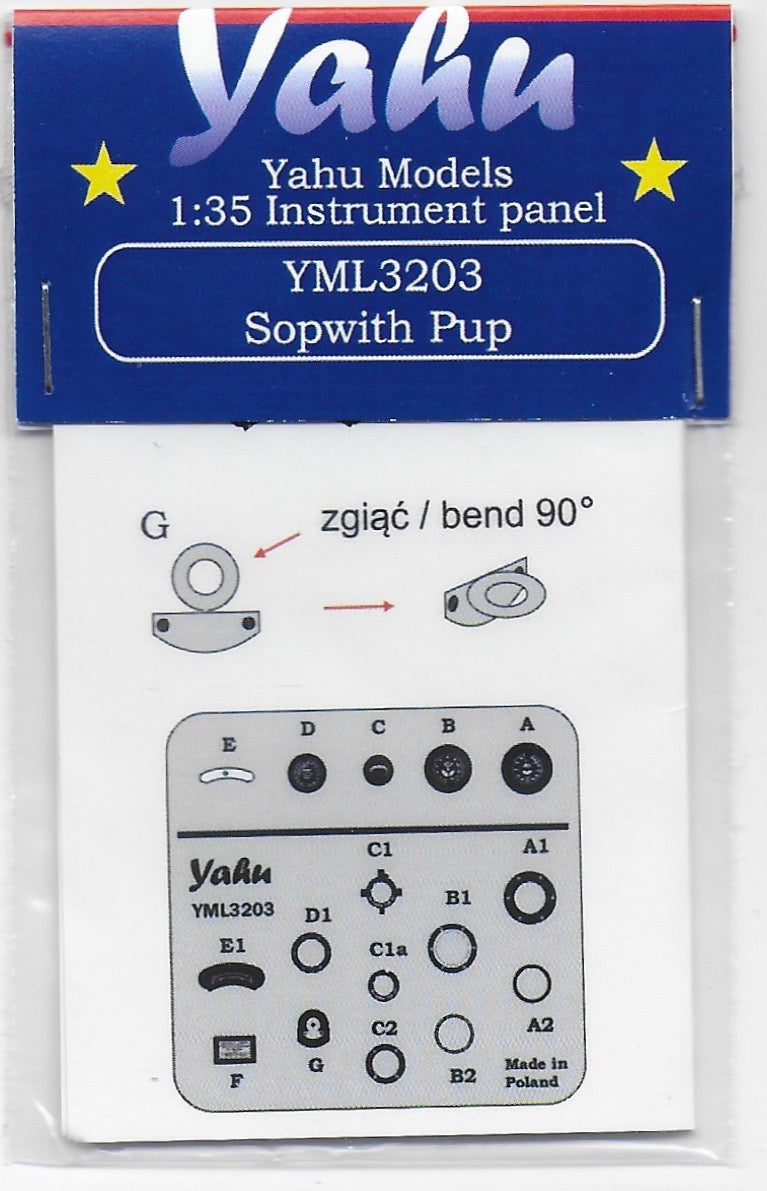 Yahu
Yahu Models
1:35 Instrument panel
YML3203
Sopwith Pup
G
zgiąć / bend 90°
E D C B A
Yahu
YML3203
C1
A1
D1
B1
E1
C1a
C2
A2
G
F
B2
Made in
Poland